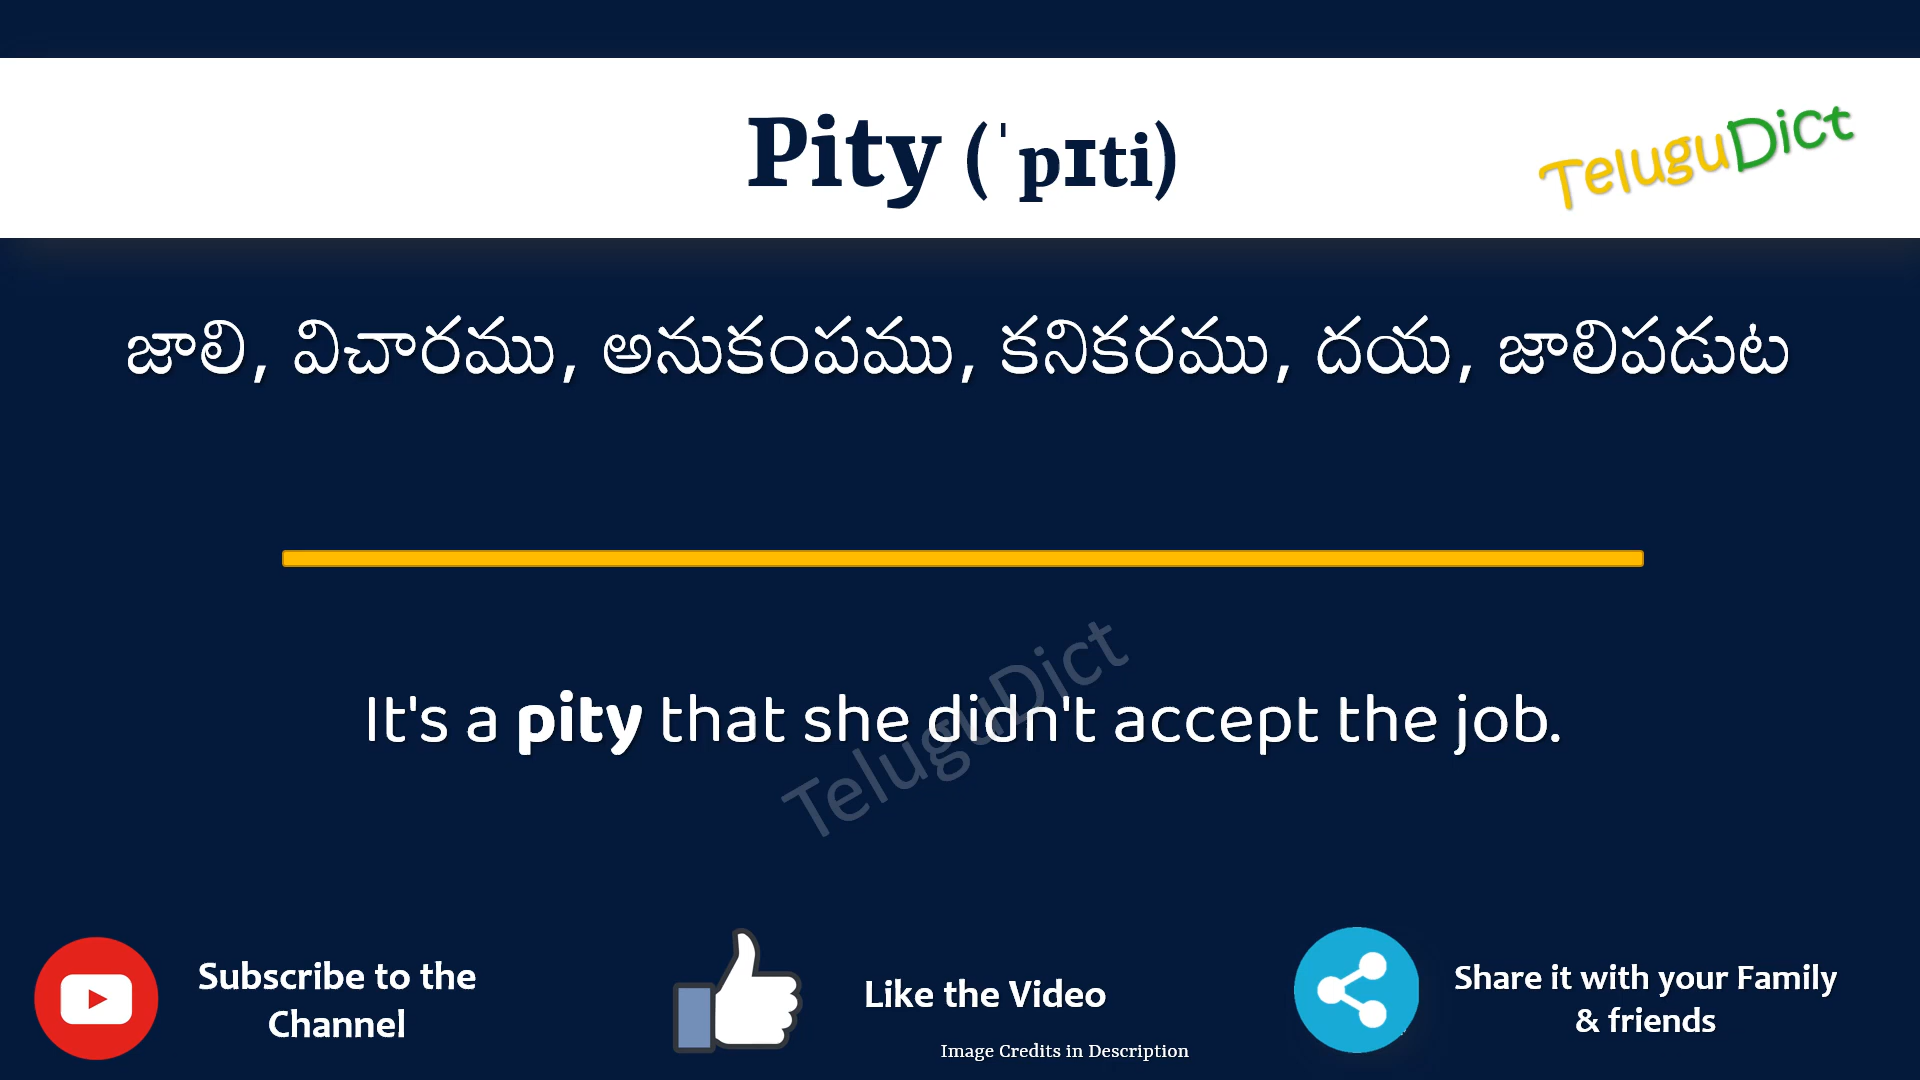 Pity (ˈpɪti)
TeluguDict
జాలి, విచారము, అనుకంపము, కనికరము, దయ, జాలిపడుట
It's a pity that she didn't accept the job.
TeluguDict
Subscribe to the
Channel
Like the Video
Share it with your Family
& friends
Image Credits in Description